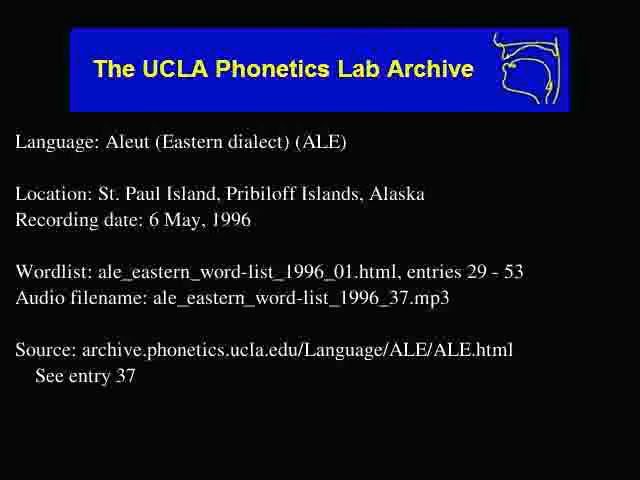 The UCLA Phonetics Lab Archive
Language: Aleut (Eastern dialect) (ALE)
Location: St. Paul Island, Pribiloff Islands, Alaska
Recording date: 6 May, 1996
Wordlist: ale_eastern_word-list_1996_01.html, entries 29 - 53
Audio filename: ale_eastern_word-list_1996_37.mp3
Source: archive.phonetics.ucla.edu/Language/ALE/ALE.html
See entry 37